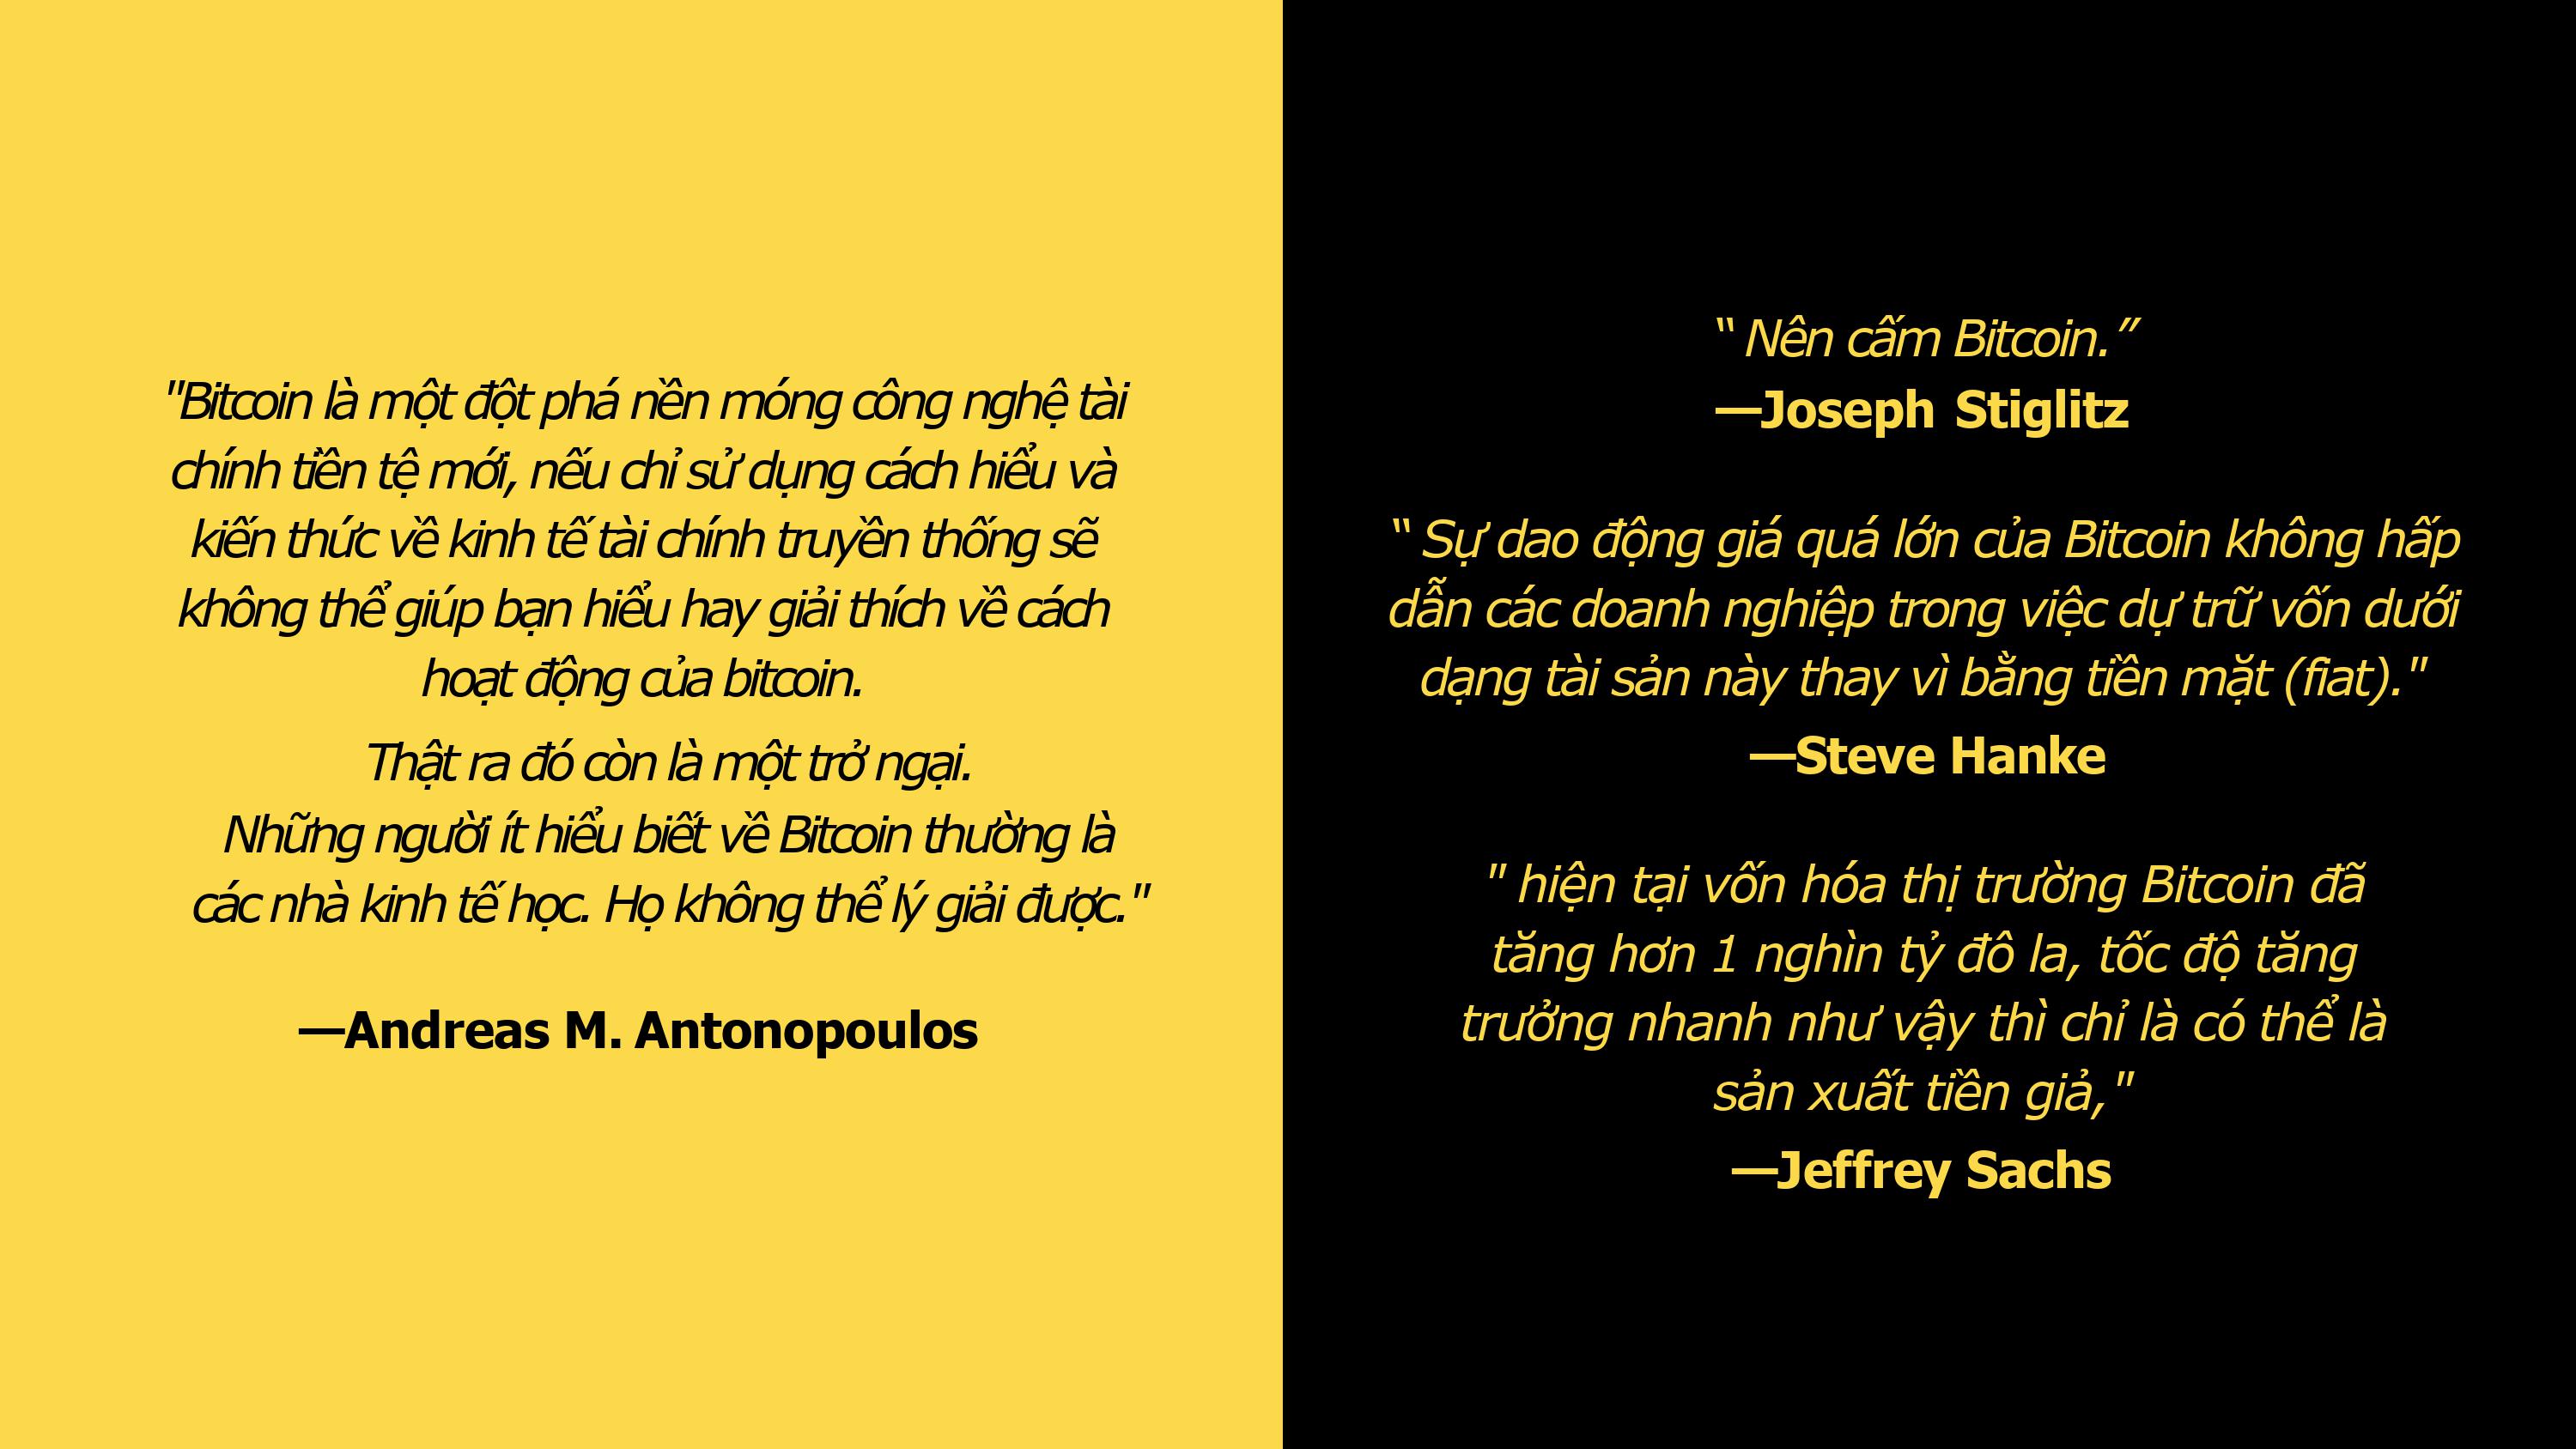 "Bitcoin là một đột phá nền móng công nghệ tài
chính tiền tệ mới, nếu chỉ sử dụng cách hiểu và
kiến thức về kinh tế tài chính truyền thống sẽ
không thể giúp bạn hiểu hay giải thích về cách
hoạt động của bitcoin.
Thật ra đó còn là một trở ngại.
Những người ít hiểu biết về Bitcoin thường là
các nhà kinh tế học. Họ không thể lý giải được."
—Andreas M. Antonopoulos
“ Nên cấm Bitcoin.”
—Joseph Stiglitz
“ Sự dao động giá quá lớn của Bitcoin không hấp
dẫn các doanh nghiệp trong việc dự trữ vốn dưới
dạng tài sản này thay vì bằng tiền mặt (fiat)."
—Steve Hanke
" hiện tại vốn hóa thị trường Bitcoin đã
tăng hơn 1 nghìn tỷ đô la, tốc độ tăng
trưởng nhanh như vậy thì chỉ là có thể là
sản xuất tiền giả,"
—Jeffrey Sachs